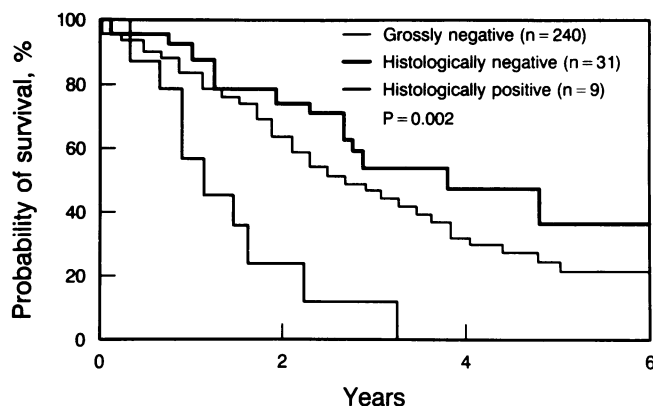 Probability of survival, %
100
80
60
40
20
0
Grossly negative (n = 240)
Histologically negative (n = 31)
Histologically positive (n = 9)
P = 0.002
0
2
4
6
Years